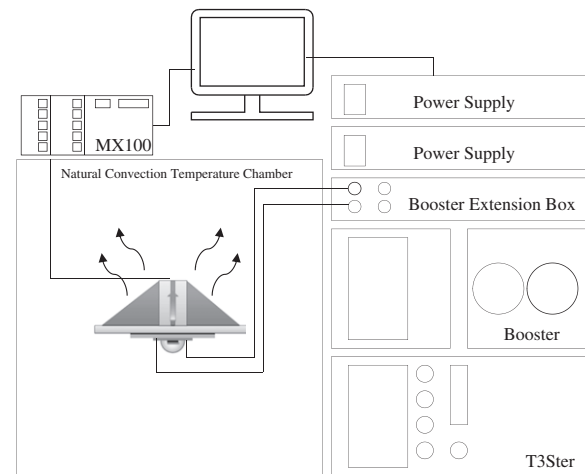 Power Supply
MX100
Power Supply
Natural Convection Temperature Chamber
Booster Extension Box
Booster
T3Ster